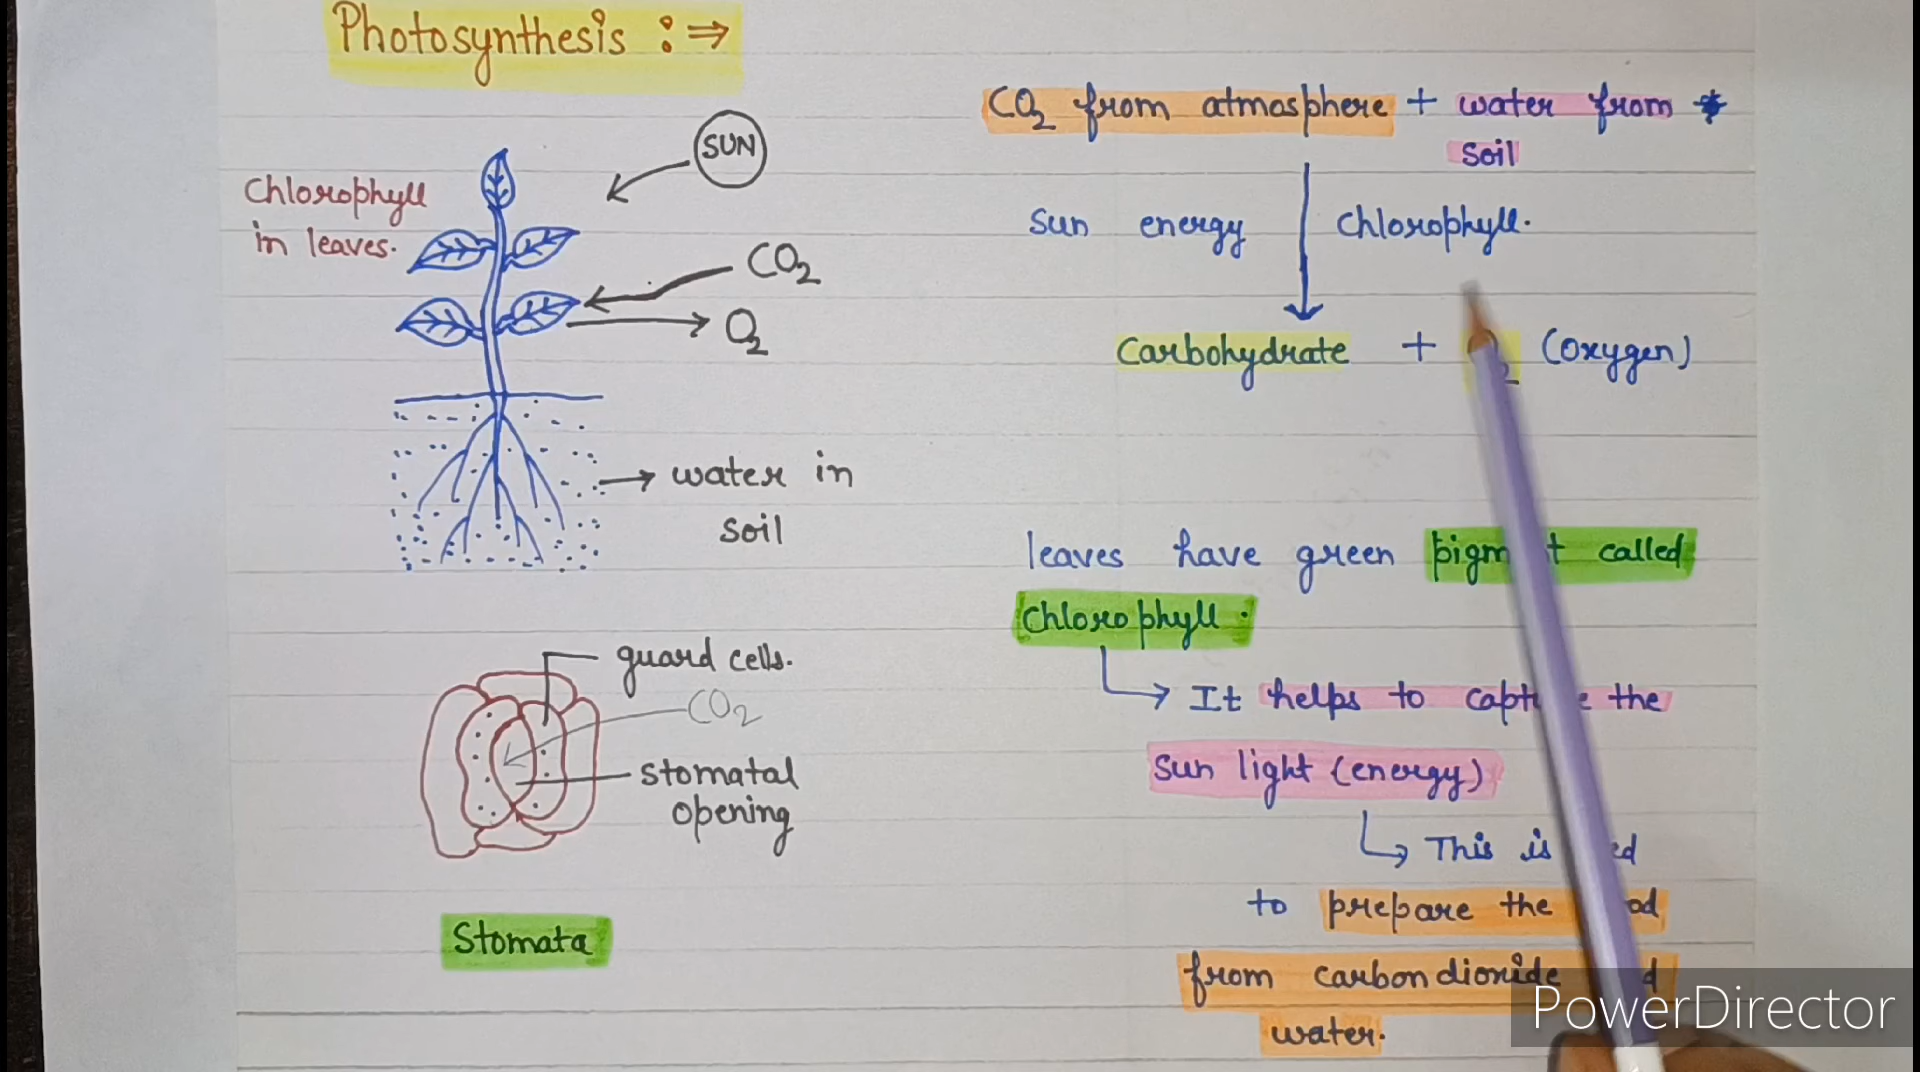 Photosynthesis :⇒
SUN
Chlorophyll
in leaves.
CO₂
O₂
→ water in
soil
guard cells.
CO₂
stomatal
opening
Stomata
CO₂ from atmosphere + water from
soil
Sun energy Chlorophyll.
Carbohydrate + O₂ (oxygen)
leaves have green called
Chlorophyll.
→ It helps to the
Sun light (energy)
→ This is
to prepare the
from carbondioxide
water.
PowerDirector